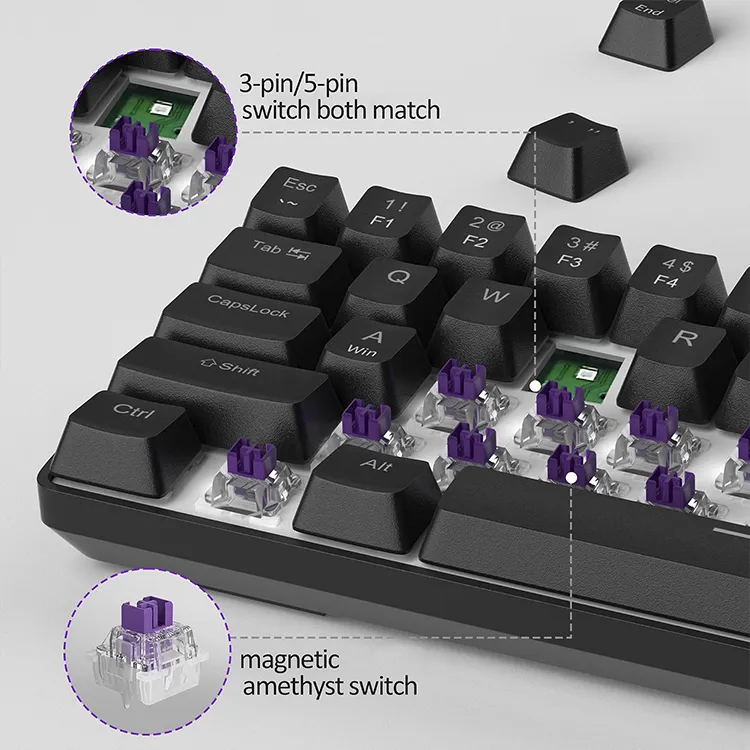 End
3-pin/5-pin
switch both match
' "
Esc
` ~
1 !
F1
2 @
F2
3 #
F3
4 $
F4
Tab
Q
W
R
CapsLock
A
Win
Shift
Ctrl
Alt
magnetic
amethyst switch